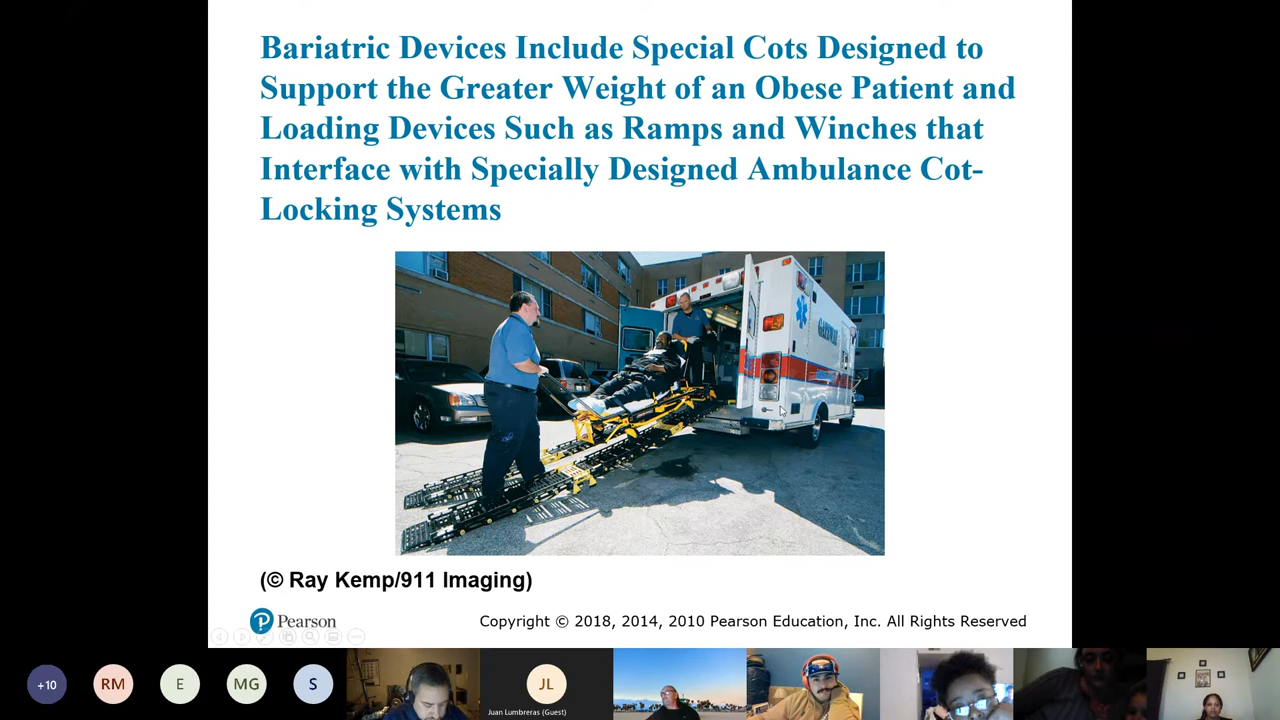 Bariatric Devices Include Special Cots Designed to
Support the Greater Weight of an Obese Patient and
Loading Devices Such as Ramps and Winches that
Interface with Specially Designed Ambulance Cot-
Locking Systems
(© Ray Kemp/911 Imaging)
Pearson
Copyright © 2018, 2014, 2010 Pearson Education, Inc. All Rights Reserved
+10
RM
E
MG
S
JL
Juan Lumbreras (Guest)